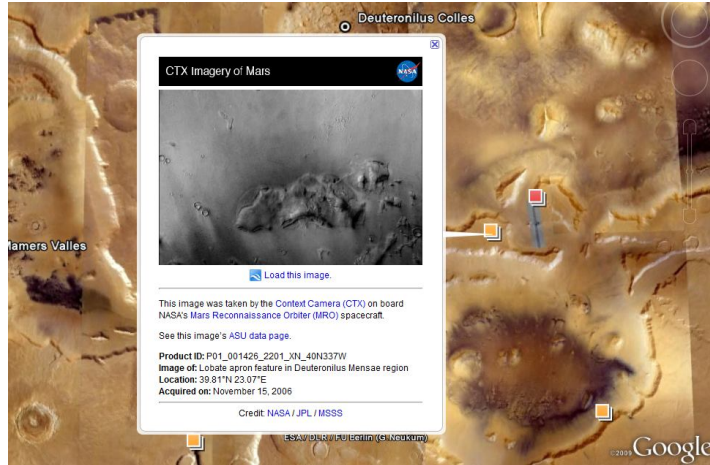 Deuteronilus Colles
CTX Imagery of Mars
NASA
Load this image.
Mamers Valles
This image was taken by the Context Camera (CTX) on board
NASA's Mars Reconnaissance Orbiter (MRO) spacecraft.
See this image's ASU data page.
Product ID: P01_001426_2201_XN_40N337W
Image of: Lobate apron feature in Deuteronilus Mensae region
Location: 39.81°N 23.07°E
Acquired on: November 15, 2006
Credit: NASA / JPL / MSSS
ESA / DLR / FU Berlin (G. Neukum)
©2009 Google